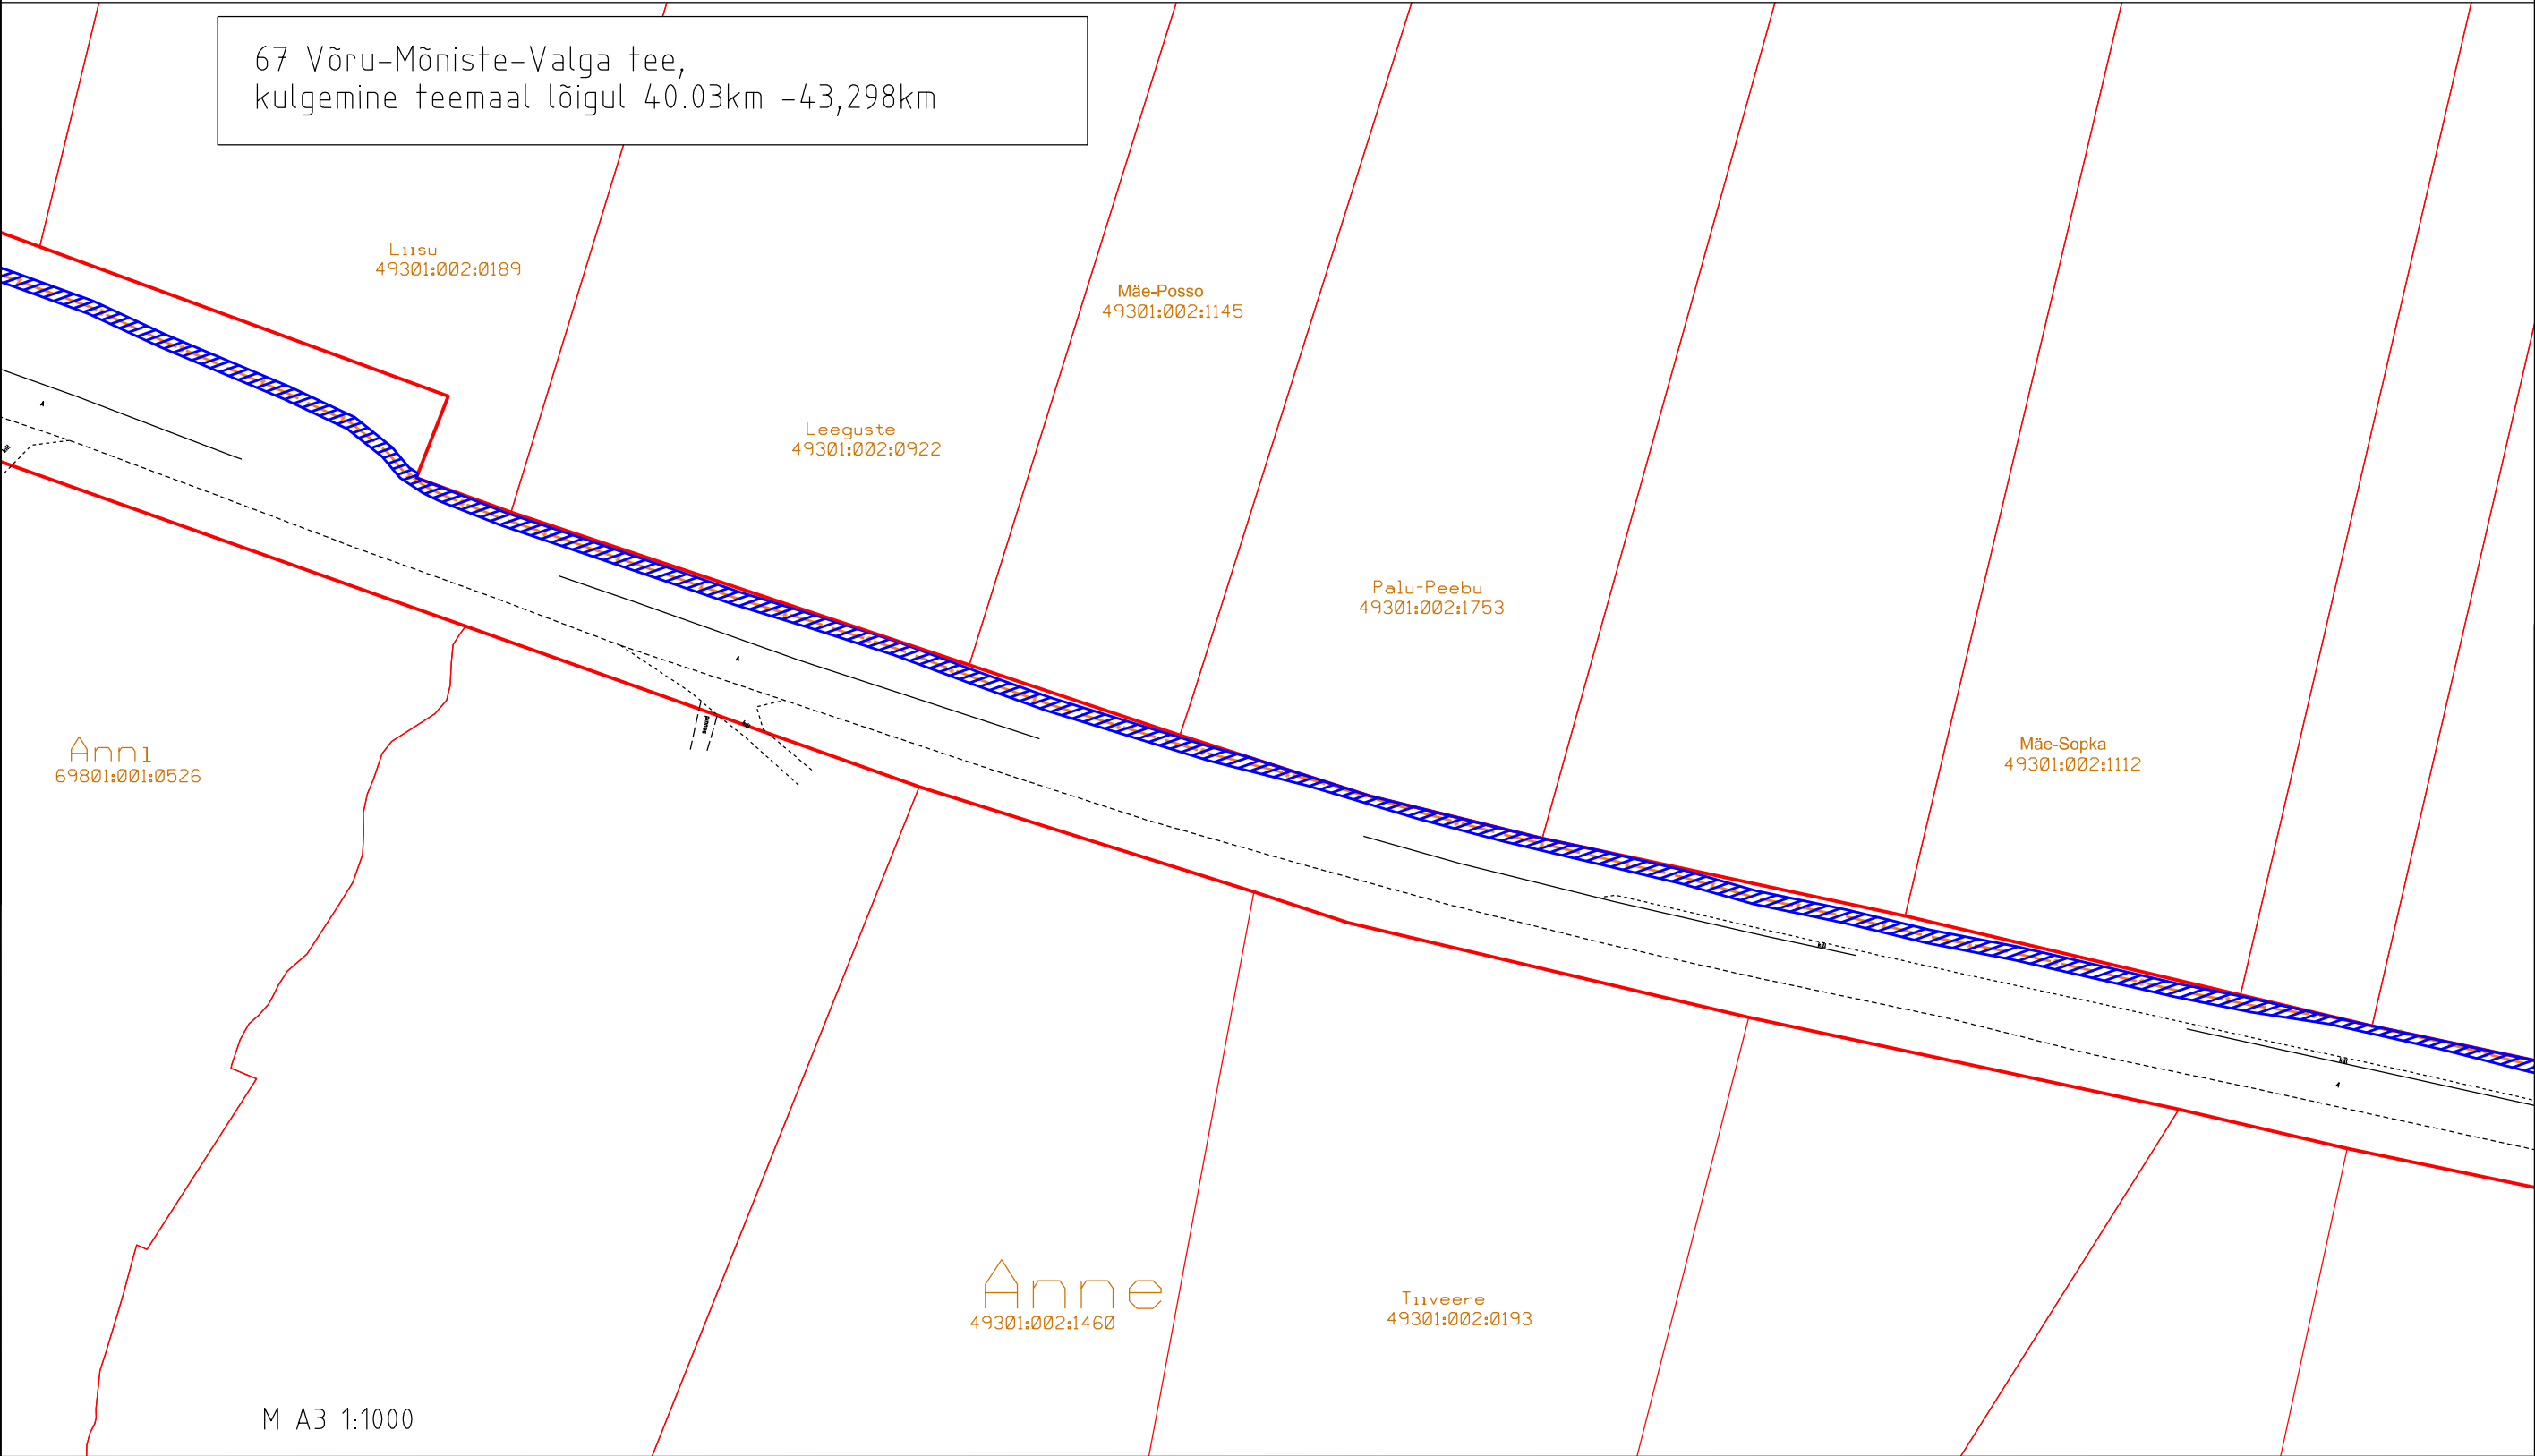 67 Võru-Mõniste-Valga tee,
kulgemine teemaal lõigul 40.03km -43,298km
Liisu
49301:002:0189
Mäe-Posso
49301:002:1145
Leeguste
49301:002:0922
Palu-Peebu
49301:002:1753
Mäe-Sopka
49301:002:1112
Anni
69801:001:0526
Anne
49301:002:1460
Tiiveere
49301:002:0193
M A3 1:1000